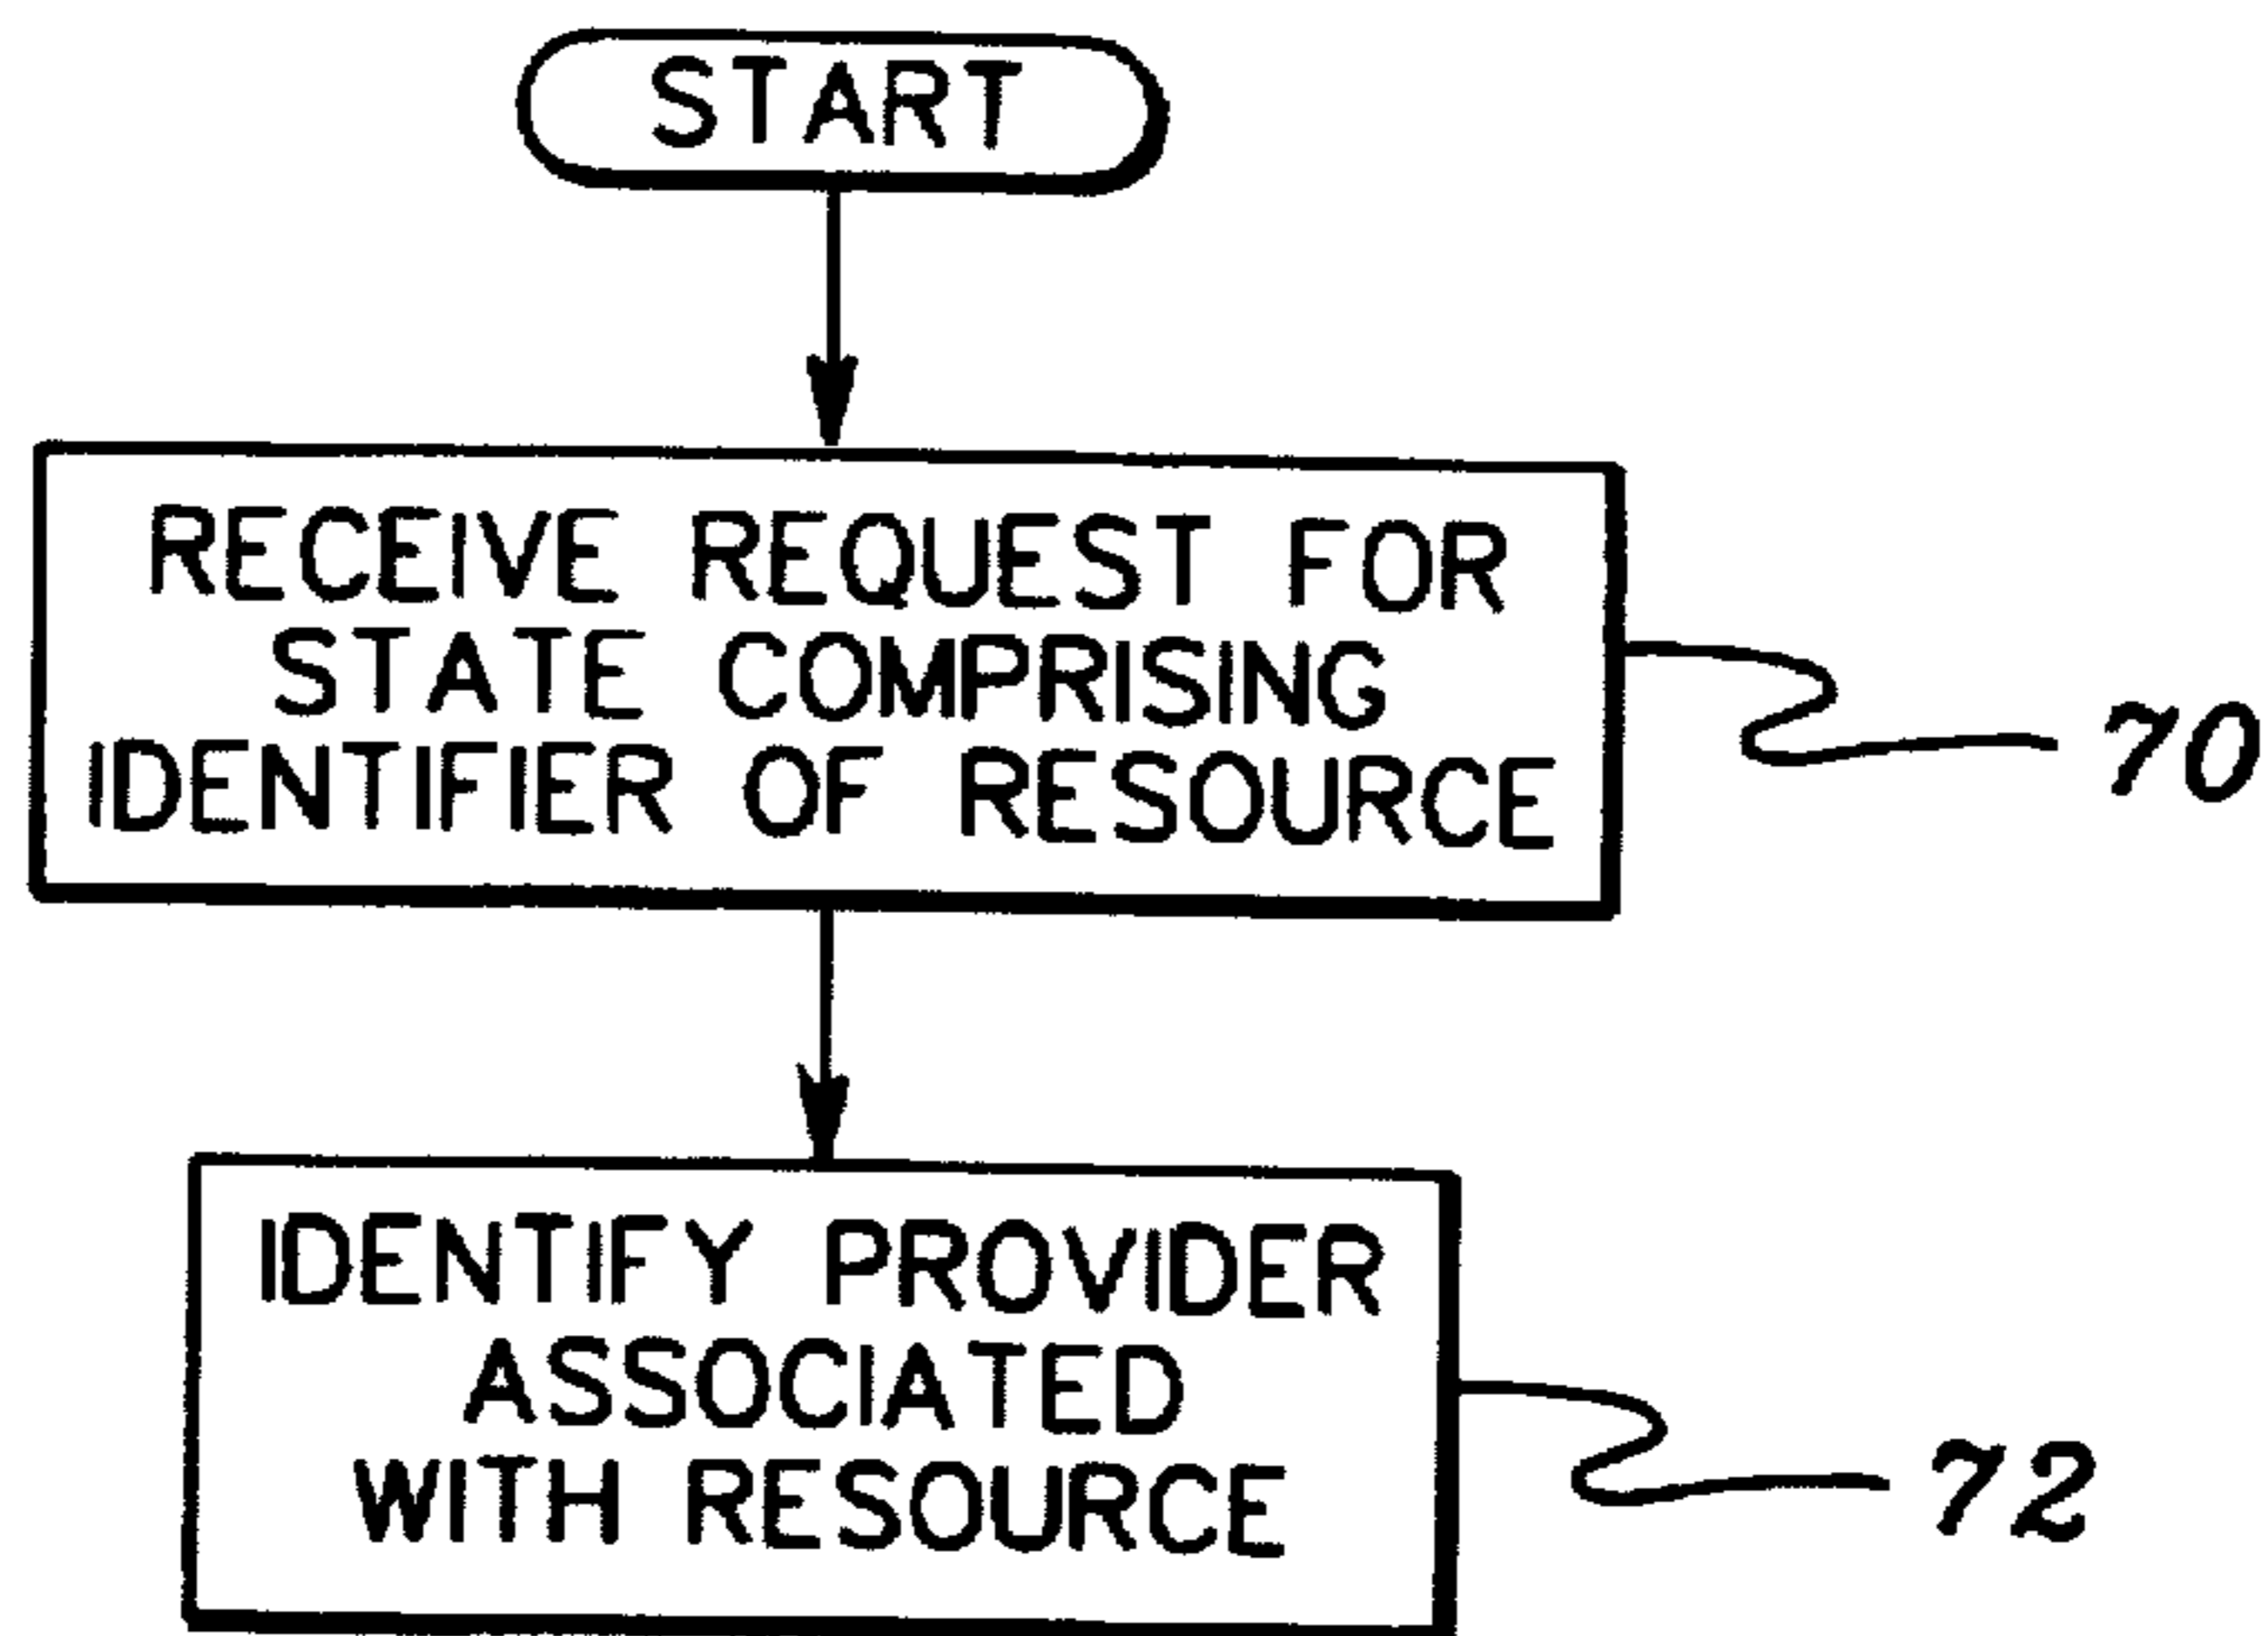 START
RECEIVE REQUEST FOR
STATE COMPRISING
IDENTIFIER OF RESOURCE
70
IDENTIFY PROVIDER
ASSOCIATED
WITH RESOURCE
72